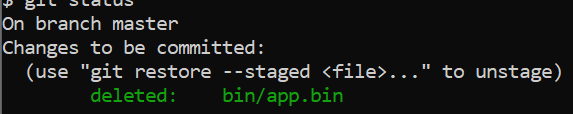 $ git status
On branch master
Changes to be committed:
  (use "git restore --staged <file>..." to unstage)
        deleted:    bin/app.bin